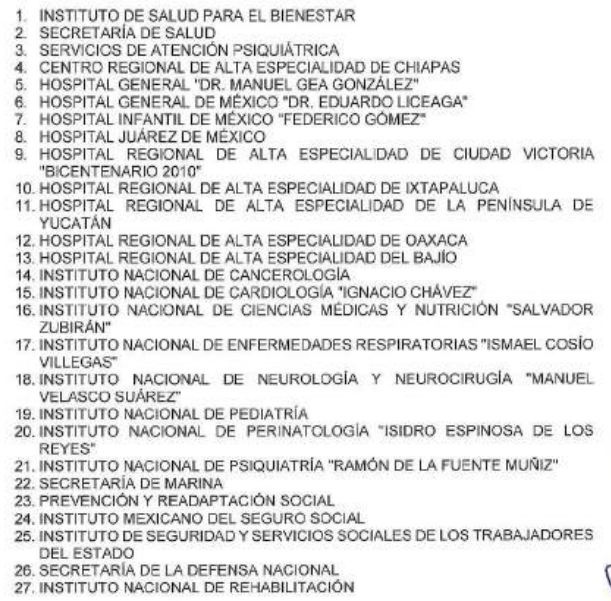 1. INSTITUTO DE SALUD PARA EL BIENESTAR
2. SECRETARÍA DE SALUD
3. SERVICIOS DE ATENCIÓN PSIQUIÁTRICA
4. CENTRO REGIONAL DE ALTA ESPECIALIDAD DE CHIAPAS
5. HOSPITAL GENERAL "DR. MANUEL GEA GONZÁLEZ"
6. HOSPITAL GENERAL DE MÉXICO "DR. EDUARDO LICEAGA"
7. HOSPITAL INFANTIL DE MÉXICO "FEDERICO GÓMEZ"
8. HOSPITAL JUÁREZ DE MÉXICO
9. HOSPITAL REGIONAL DE ALTA ESPECIALIDAD DE CIUDAD VICTORIA
"BICENTENARIO 2010"
10. HOSPITAL REGIONAL DE ALTA ESPECIALIDAD DE IXTAPALUCA
11. HOSPITAL REGIONAL DE ALTA ESPECIALIDAD DE LA PENÍNSULA DE
YUCATÁN
12. HOSPITAL REGIONAL DE ALTA ESPECIALIDAD DE OAXACA
13. HOSPITAL REGIONAL DE ALTA ESPECIALIDAD DEL BAJÍO
14. INSTITUTO NACIONAL DE CANCEROLOGÍA
15. INSTITUTO NACIONAL DE CARDIOLOGÍA "IGNACIO CHÁVEZ"
16. INSTITUTO NACIONAL DE CIENCIAS MÉDICAS Y NUTRICIÓN "SALVADOR
ZUBIRÁN"
17. INSTITUTO NACIONAL DE ENFERMEDADES RESPIRATORIAS "ISMAEL COSÍO
VILLEGAS"
18. INSTITUTO NACIONAL DE NEUROLOGÍA Y NEUROCIRUGÍA "MANUEL
VELASCO SUÁREZ"
19. INSTITUTO NACIONAL DE PEDIATRÍA
20. INSTITUTO NACIONAL DE PERINATOLOGÍA "ISIDRO ESPINOSA DE LOS
REYES"
21. INSTITUTO NACIONAL DE PSIQUIATRÍA "RAMÓN DE LA FUENTE MUÑIZ"
22. SECRETARÍA DE MARINA
23. PREVENCIÓN Y READAPTACIÓN SOCIAL
24. INSTITUTO MEXICANO DEL SEGURO SOCIAL
25. INSTITUTO DE SEGURIDAD Y SERVICIOS SOCIALES DE LOS TRABAJADORES
DEL ESTADO
26. SECRETARÍA DE LA DEFENSA NACIONAL
27. INSTITUTO NACIONAL DE REHABILITACIÓN